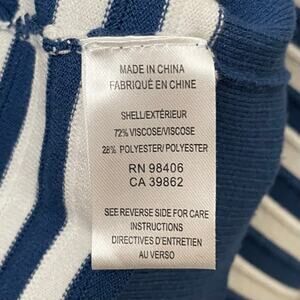 MADE IN CHINA
FABRIQUÉ EN CHINE
SHELL/EXTÉRIEUR
72% VISCOSE/VISCOSE
28% POLYESTER/ POLYESTER
RN 98406
CA 39862
SEE REVERSE SIDE FOR CARE
INSTRUCTIONS
DIRECTIVES D'ENTRETIEN
AU VERSO